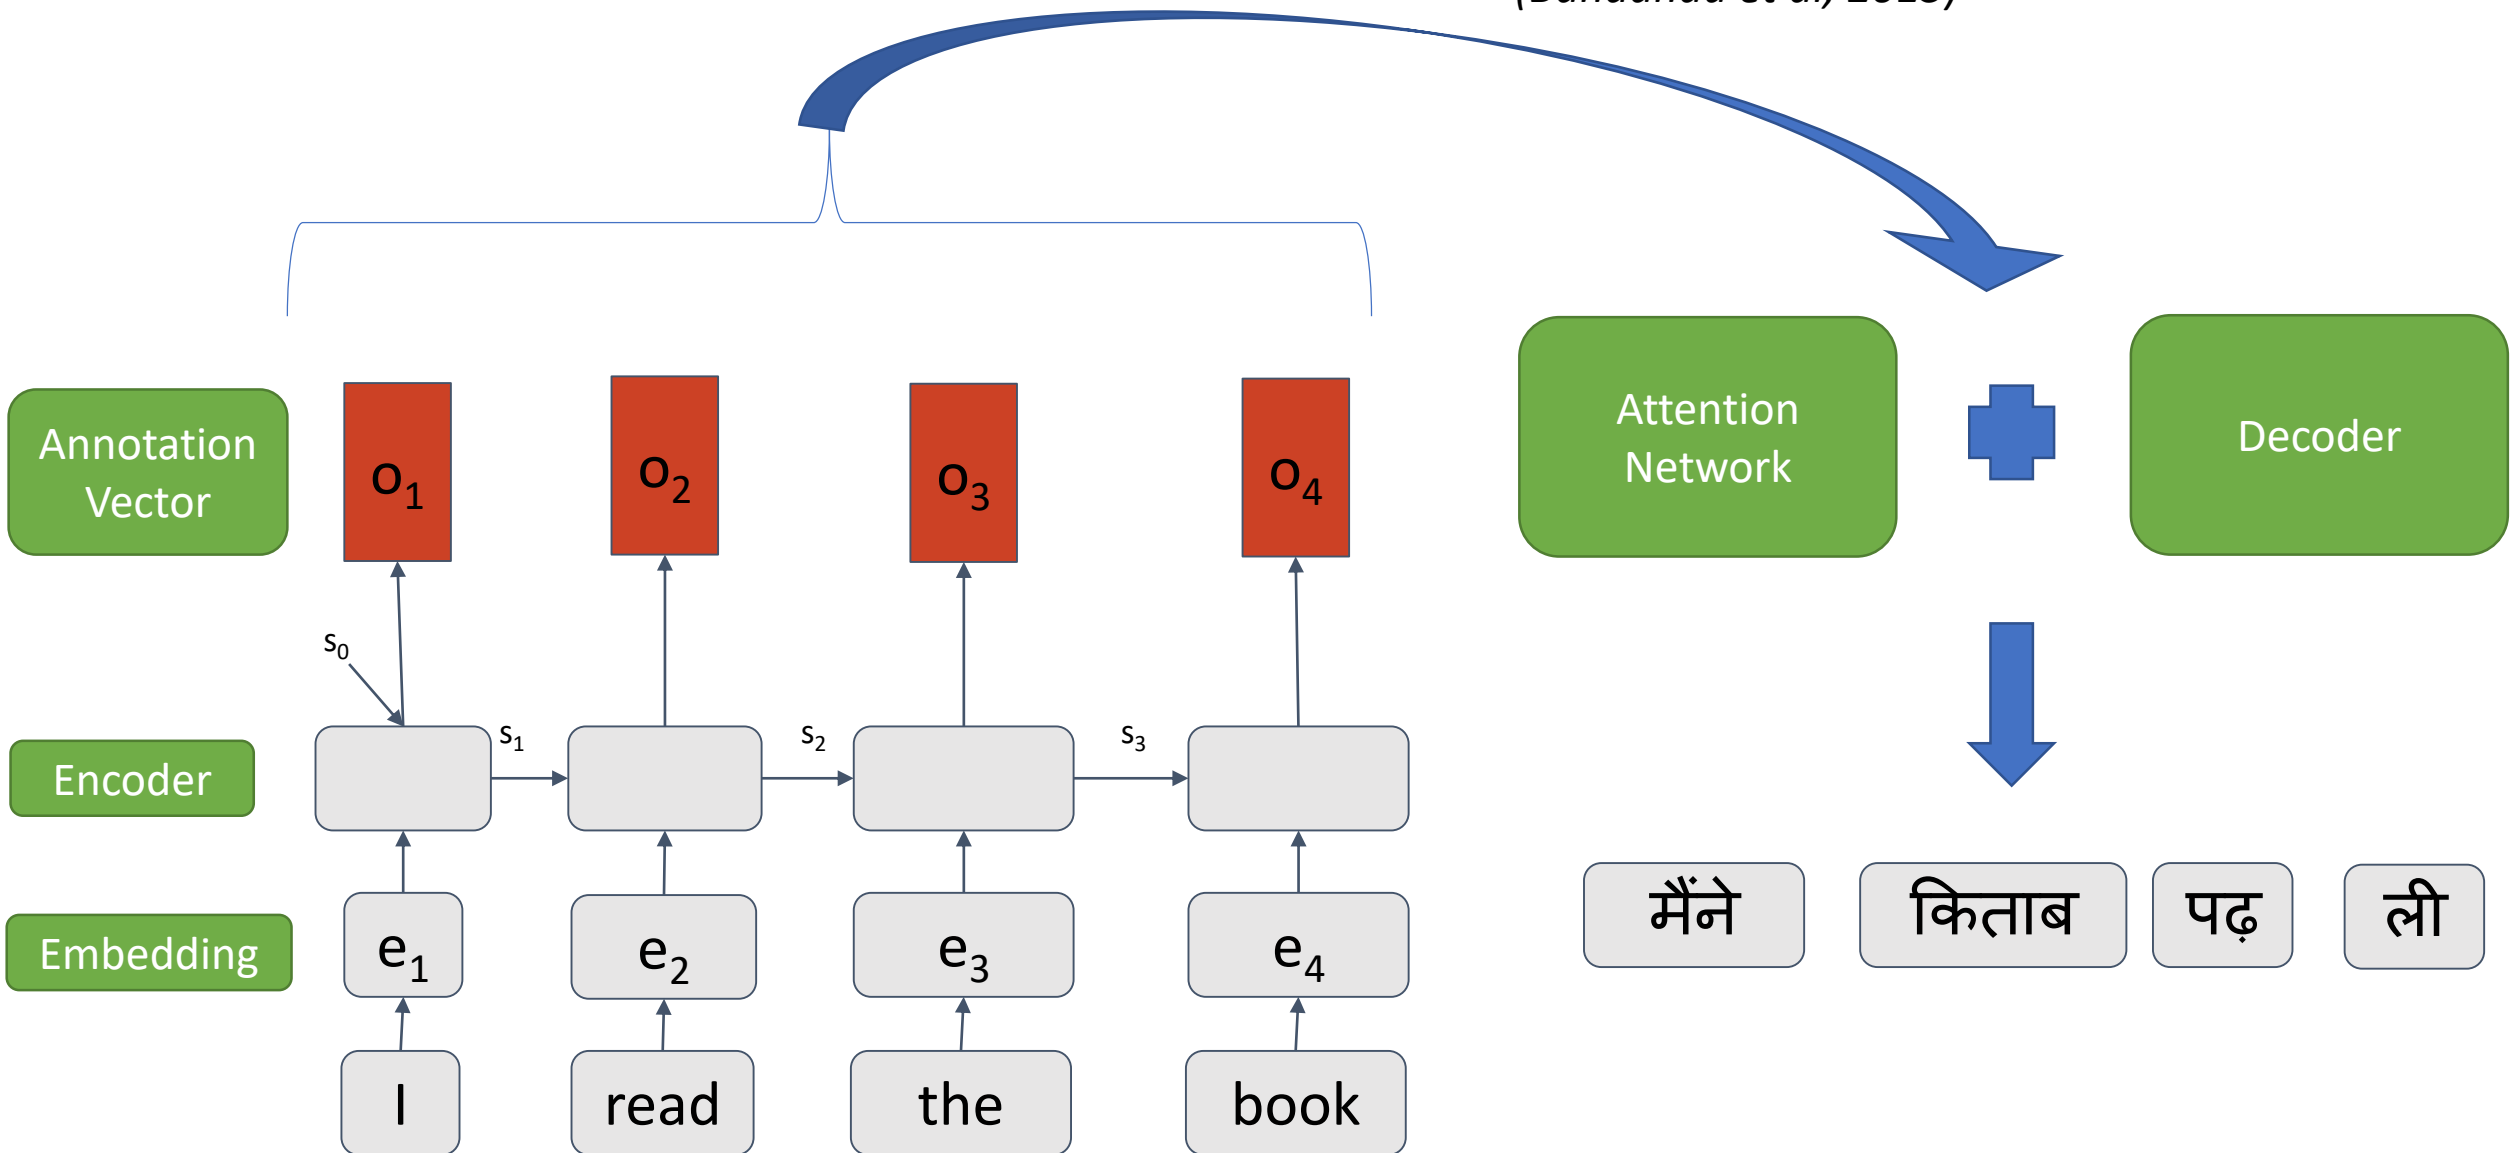 Annotation
Vector
o1
o2
o3
o4
Attention
Network
Decoder
s0
s1
s2
s3
Encoder
Embedding
e1
e2
e3
e4
मैंने
किताब
पढ़
ली
I
read
the
book